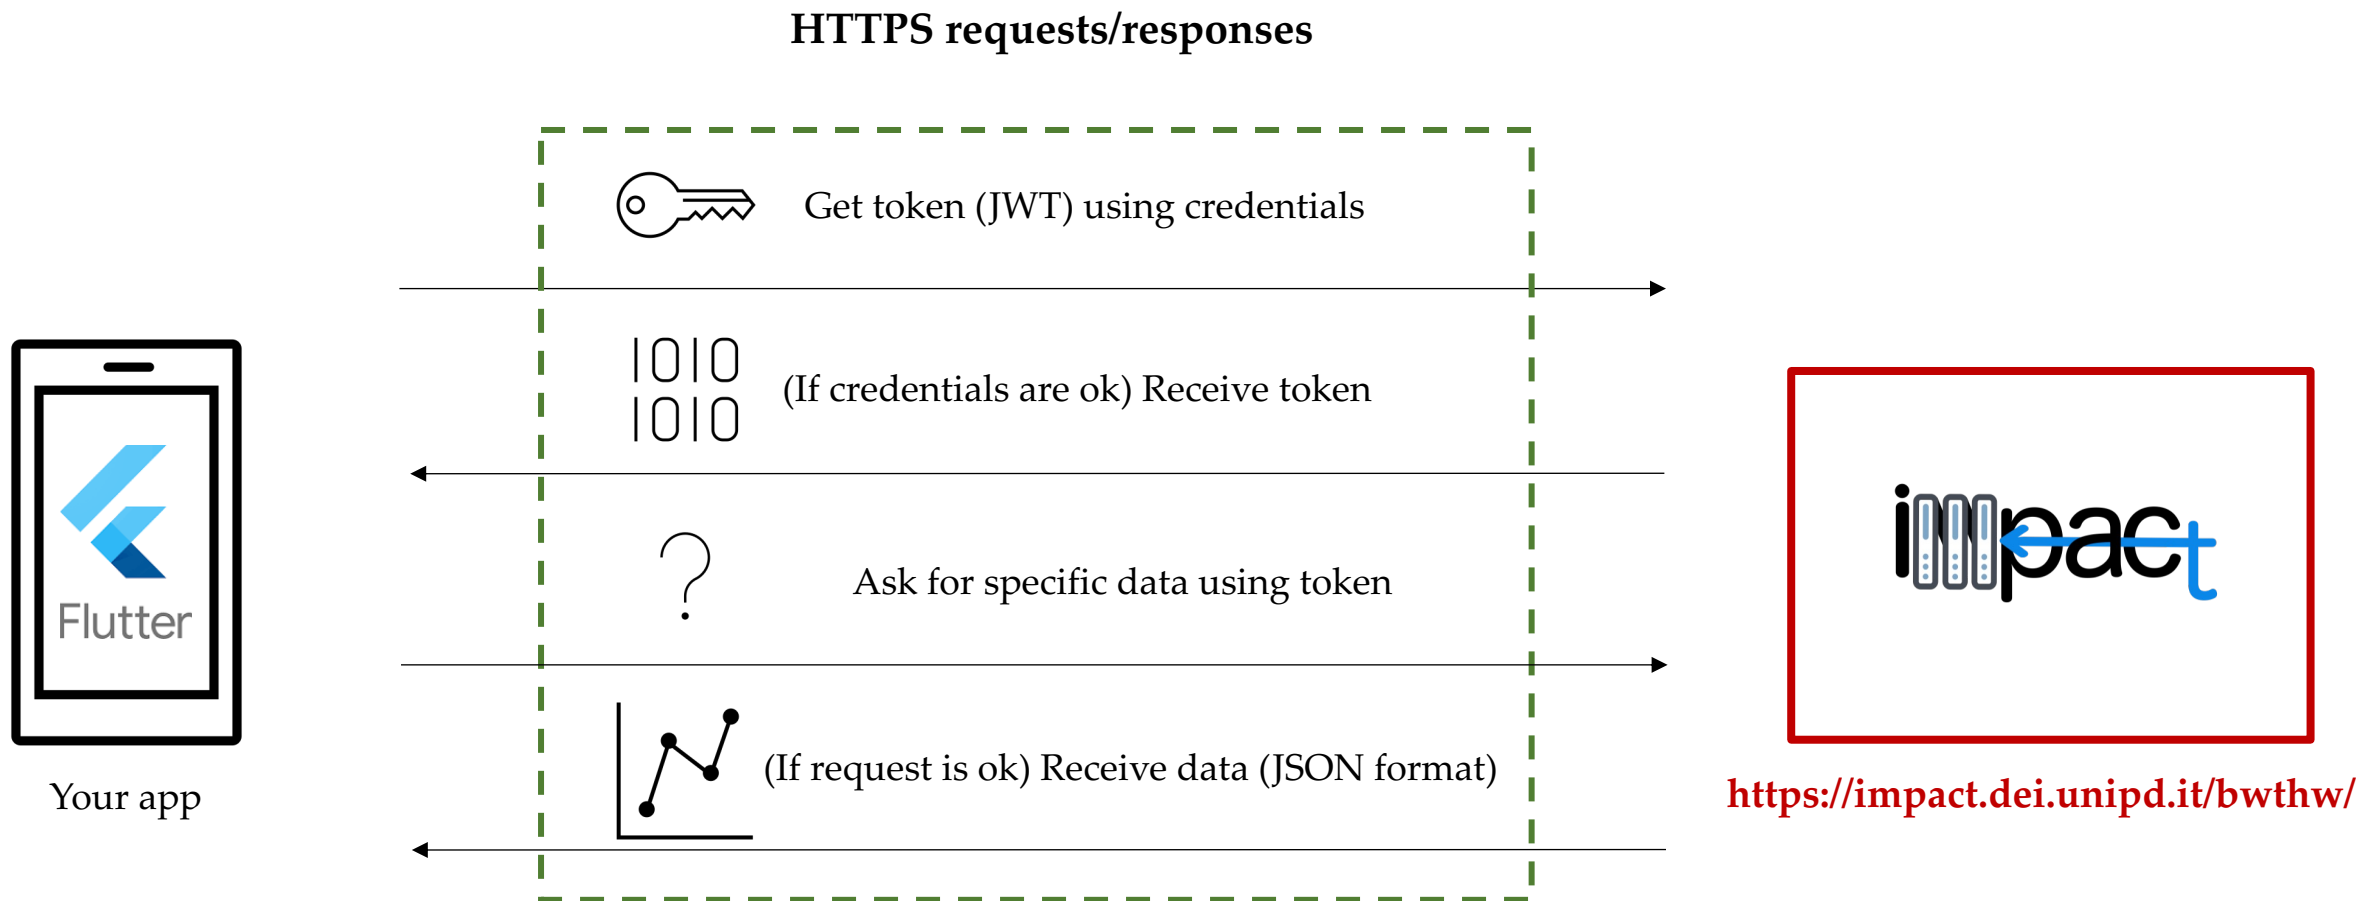 HTTPS requests/responses
Get token (JWT) using credentials
1010
1010
(If credentials are ok) Receive token
Ask for specific data using token
(If request is ok) Receive data (JSON format)
Flutter
Your app
impact
https://impact.dei.unipd.it/bwthw/